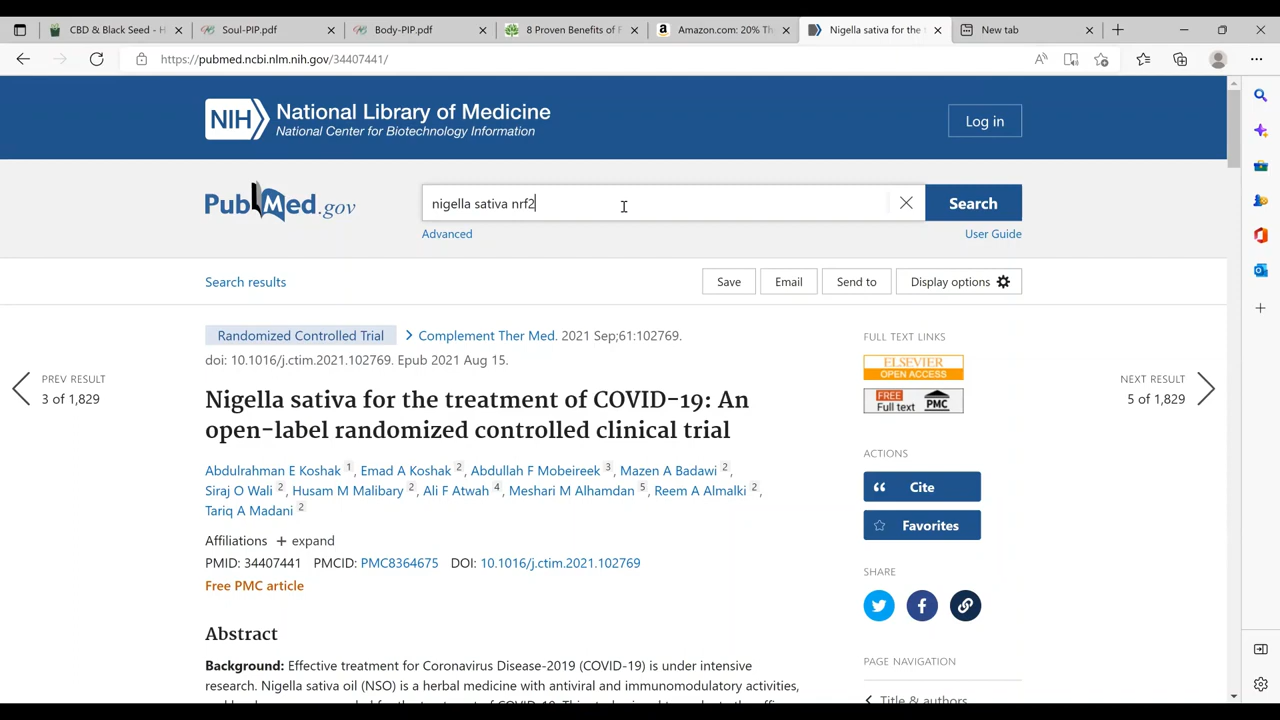 CBD & Black Seed - H
Soul-PIP.pdf
Body-PIP.pdf
8 Proven Benefits of F
Amazon.com: 20% Th
Nigella sativa for the t
New tab
https://pubmed.ncbi.nlm.nih.gov/34407441/
NIH National Library of Medicine
National Center for Biotechnology Information
Log in
PubMed.gov
nigella sativa nrf2
Search
Advanced
User Guide
Search results
Save
Email
Send to
Display options
Randomized Controlled Trial
Complement Ther Med. 2021 Sep;61:102769.
doi: 10.1016/j.ctim.2021.102769. Epub 2021 Aug 15.
PREV RESULT
3 of 1,829
Nigella sativa for the treatment of COVID-19: An
open-label randomized controlled clinical trial
Abdulrahman E Koshak 1, Emad A Koshak 2, Abdullah F Mobeireek 3, Mazen A Badawi 2,
Siraj O Wali 2, Husam M Malibary 2, Ali F Atwah 4, Meshari M Alhamdan 5, Reem A Almalki 2,
Tariq A Madani 2
Affiliations + expand
PMID: 34407441 PMCID: PMC8364675 DOI: 10.1016/j.ctim.2021.102769
Free PMC article
Abstract
Background: Effective treatment for Coronavirus Disease-2019 (COVID-19) is under intensive
research. Nigella sativa oil (NSO) is a herbal medicine with antiviral and immunomodulatory activities,
FULL TEXT LINKS
ELSEVIER
OPEN ACCESS
FREE
Full text PMC
NEXT RESULT
5 of 1,829
ACTIONS
Cite
Favorites
SHARE
PAGE NAVIGATION
Title & authors